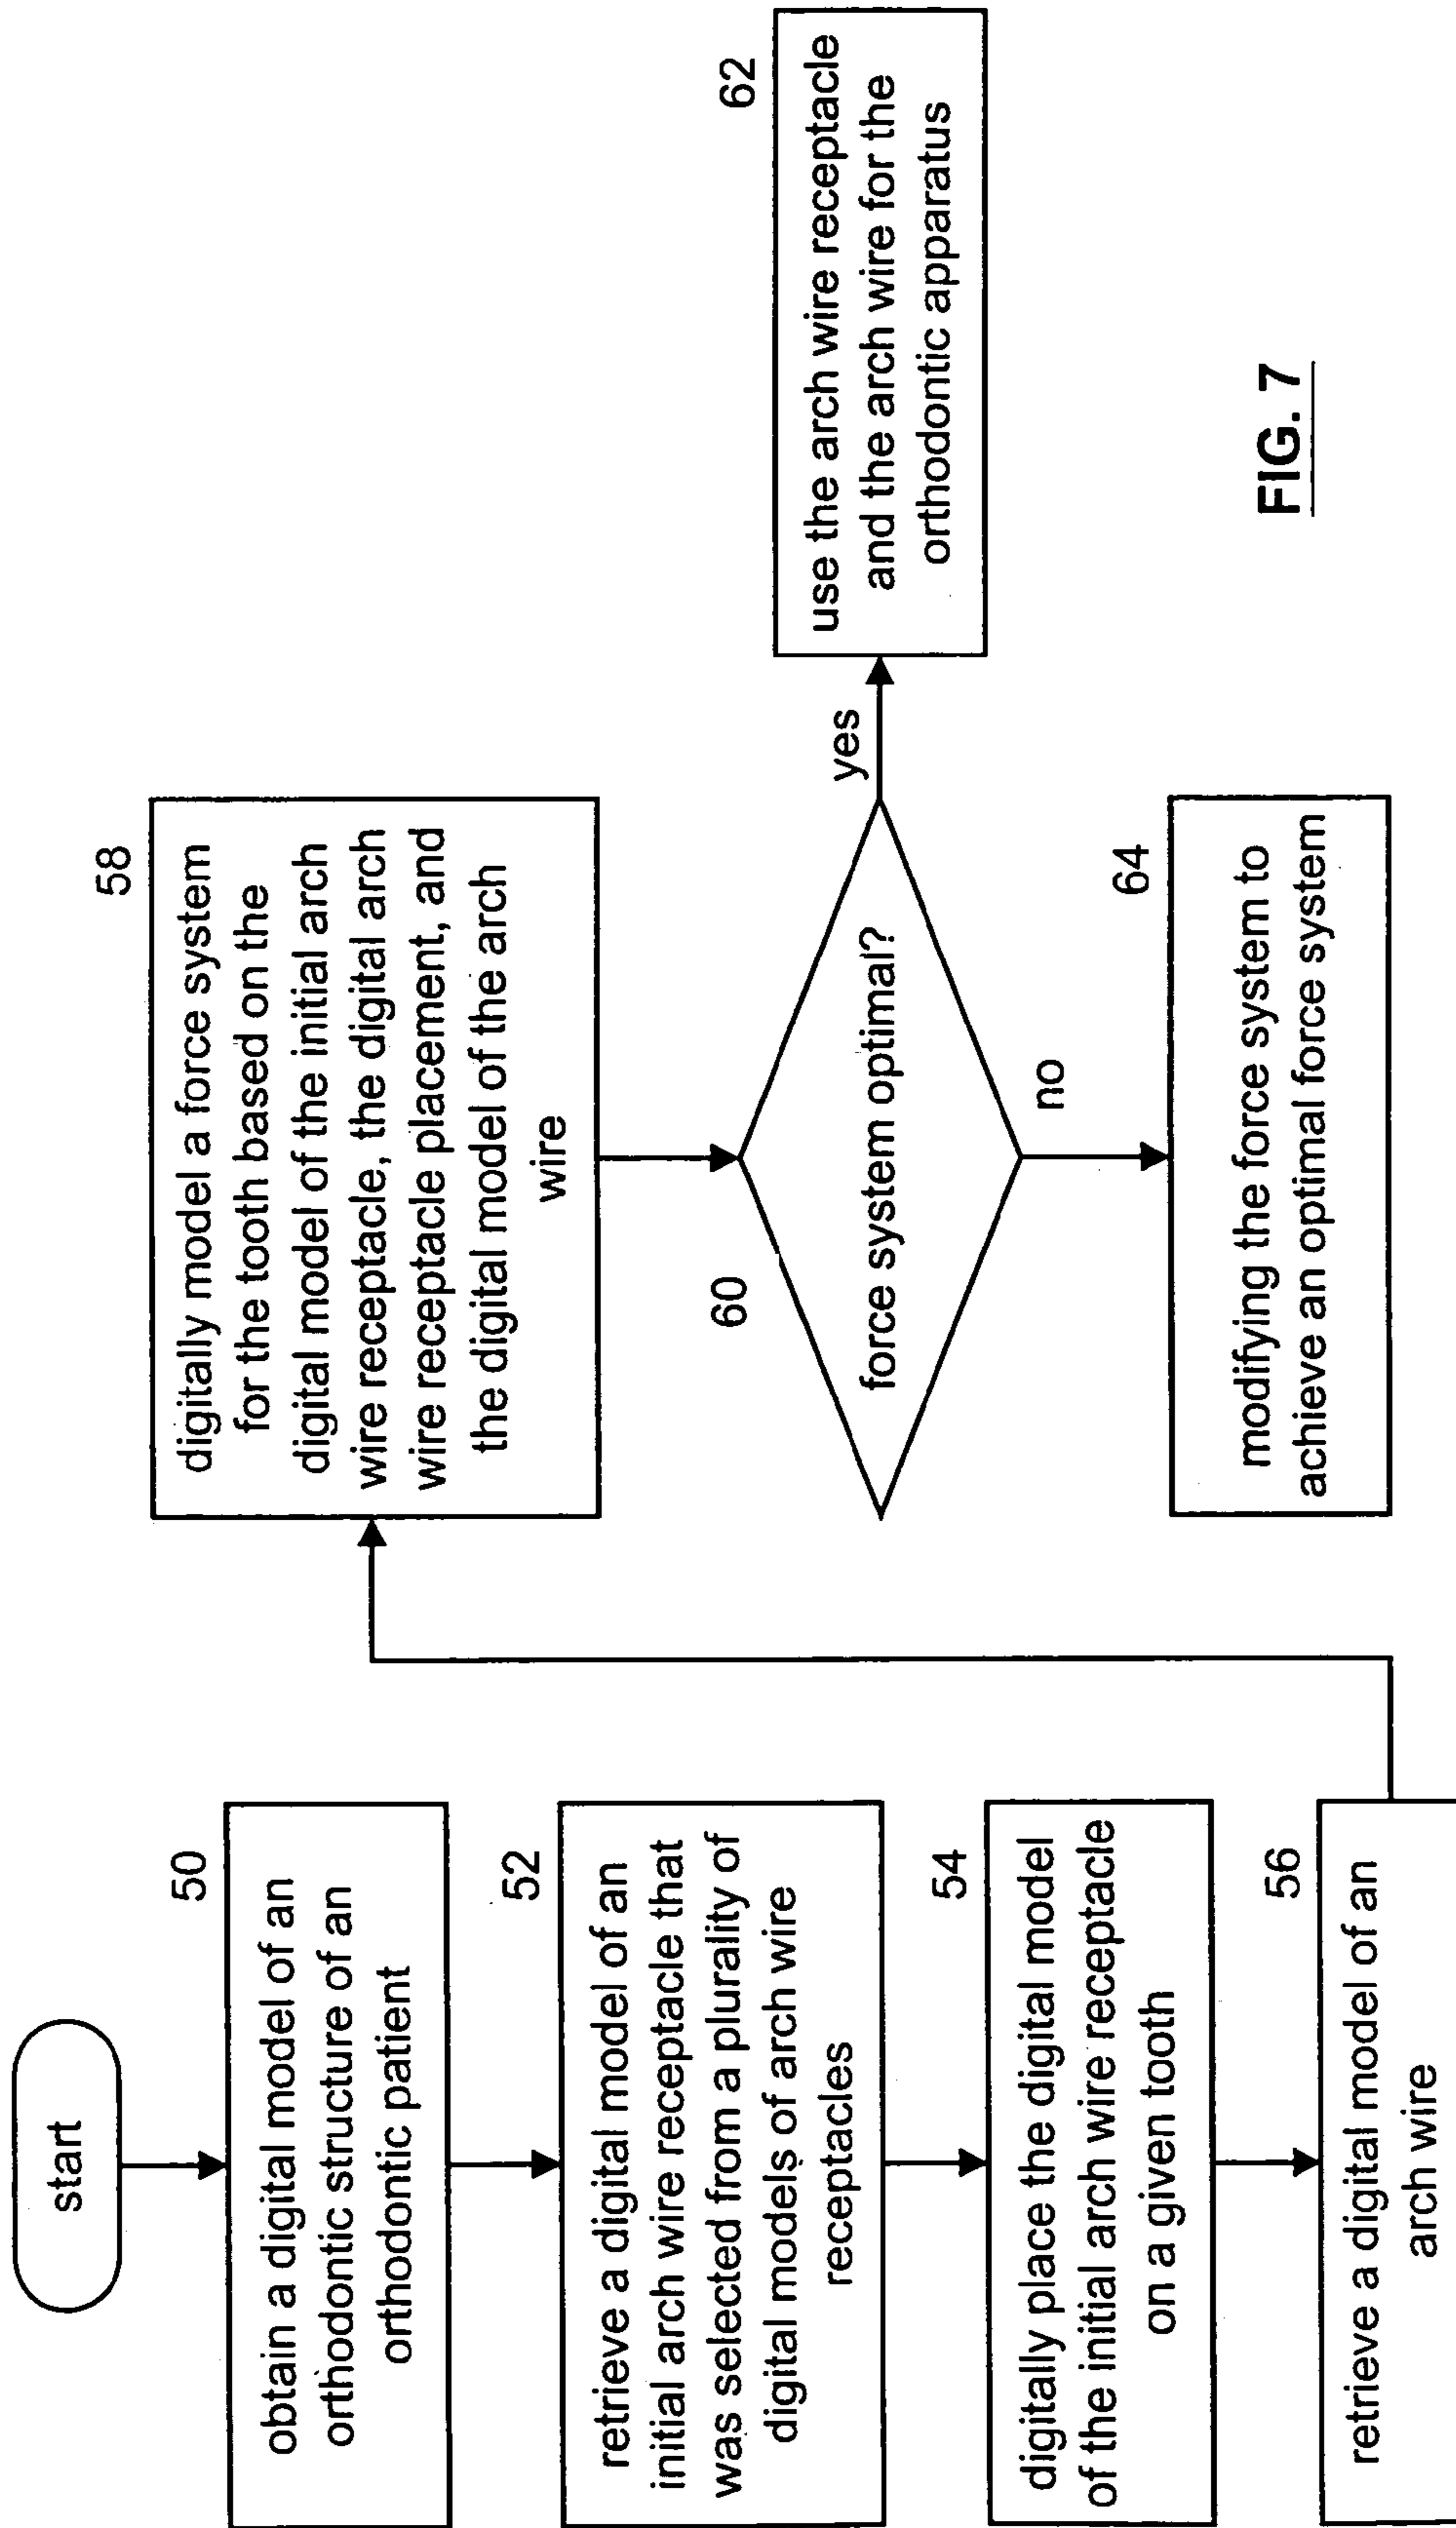 start
50
obtain a digital model of an
orthodontic structure of an
orthodontic patient
52
retrieve a digital model of an
initial arch wire receptacle that
was selected from a plurality of
digital models of arch wire
receptacles
54
digitally place the digital model
of the initial arch wire receptacle
on a given tooth
56
retrieve a digital model of an
arch wire
58
digitally model a force system
for the tooth based on the
digital model of the initial arch
wire receptacle, the digital arch
wire receptacle placement, and
the digital model of the arch
wire
60
force system optimal?
yes
no
62
use the arch wire receptacle
and the arch wire for the
orthodontic apparatus
64
modifying the force system to
achieve an optimal force system
FIG. 7